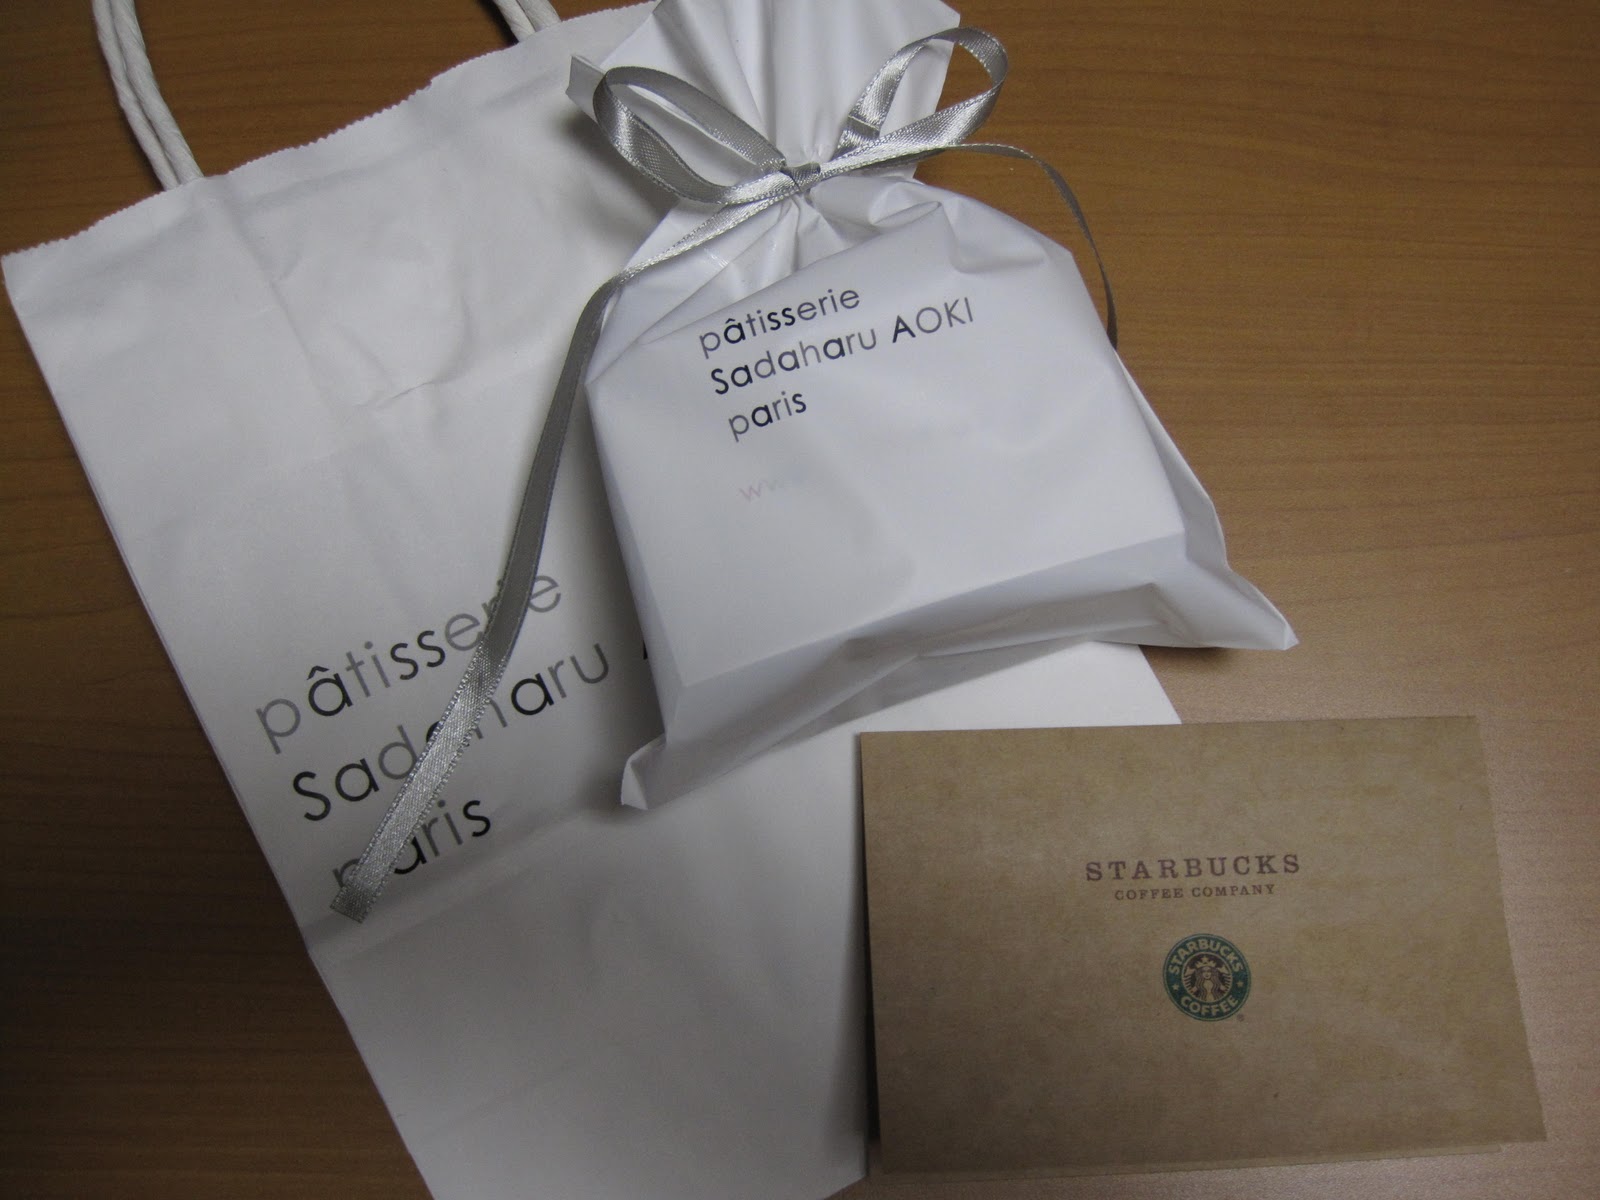 pâtisserie
Sadaharu AOKI
paris
pâtisserie
Sadaharu
paris
STARBUCKS
COFFEE COMPANY
STARBUCKS
COFFEE